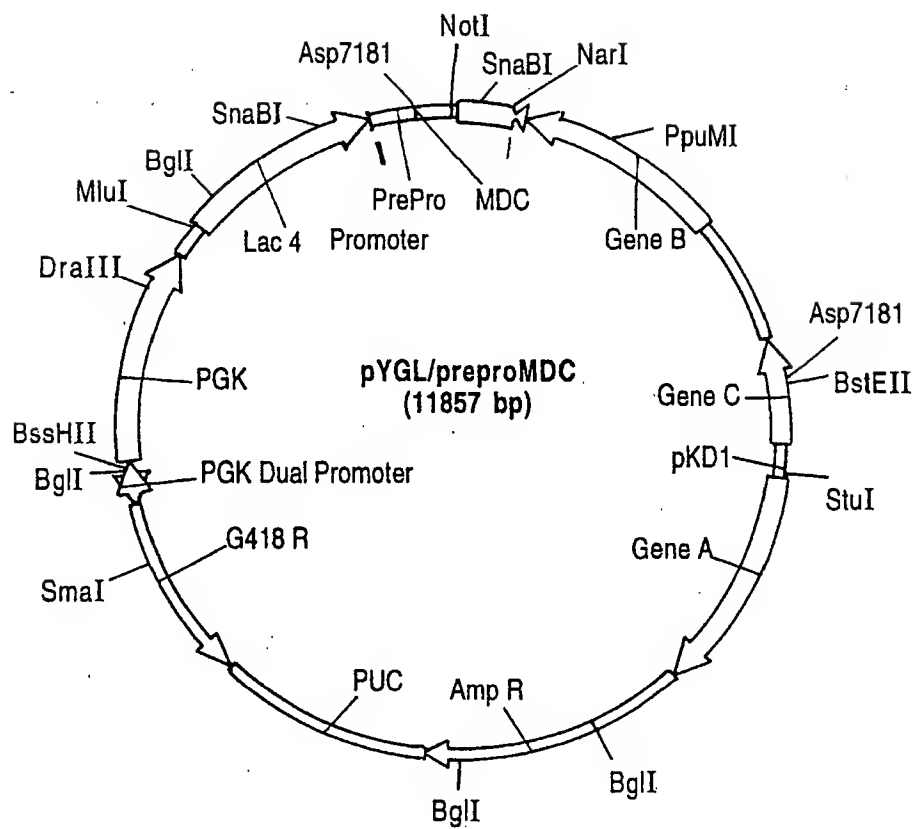 NotI
Asp7181
SnaBI
NarI
SnaBI
PpuMI
BglI
MluI
PrePro
MDC
Lac 4 Promoter
Gene B
DraIII
Asp7181
pYGL/preproMDC
BstEII
PGK
(11857 bp)
Gene C
BssHII
pKD1
BglI
PGK Dual Promoter
StuI
G418 R
Gene A
SmaI
PUC
Amp R
BglI
BglI